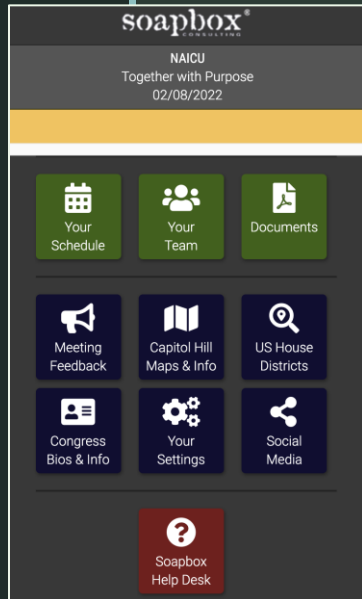 soapbox®
CONSULTING
NAICU
Together with Purpose
02/08/2022
Your
Schedule
Your
Team
Documents
Meeting
Feedback
Capitol Hill
Maps & Info
US House
Districts
Congress
Bios & Info
Your
Settings
Social
Media
Soapbox
Help Desk